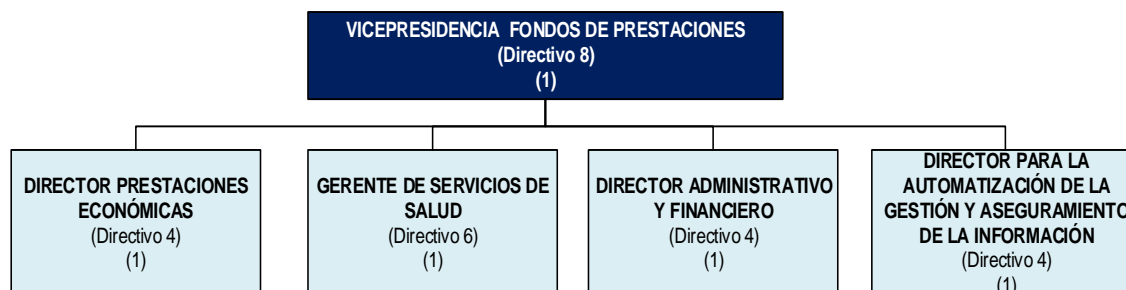 VICEPRESIDENCIA FONDOS DE PRESTACIONES
(Directivo 8)
(1)
DIRECTOR PRESTACIONES
ECONÓMICAS
(Directivo 4)
(1)
GERENTE DE SERVICIOS DE
SALUD
(Directivo 6)
(1)
DIRECTOR ADMINISTRATIVO
Y FINANCIERO
(Directivo 4)
(1)
DIRECTOR PARA LA
AUTOMATIZACIÓN DE LA
GESTIÓN Y ASEGURAMIENTO
DE LA INFORMACIÓN
(Directivo 4)
(1)